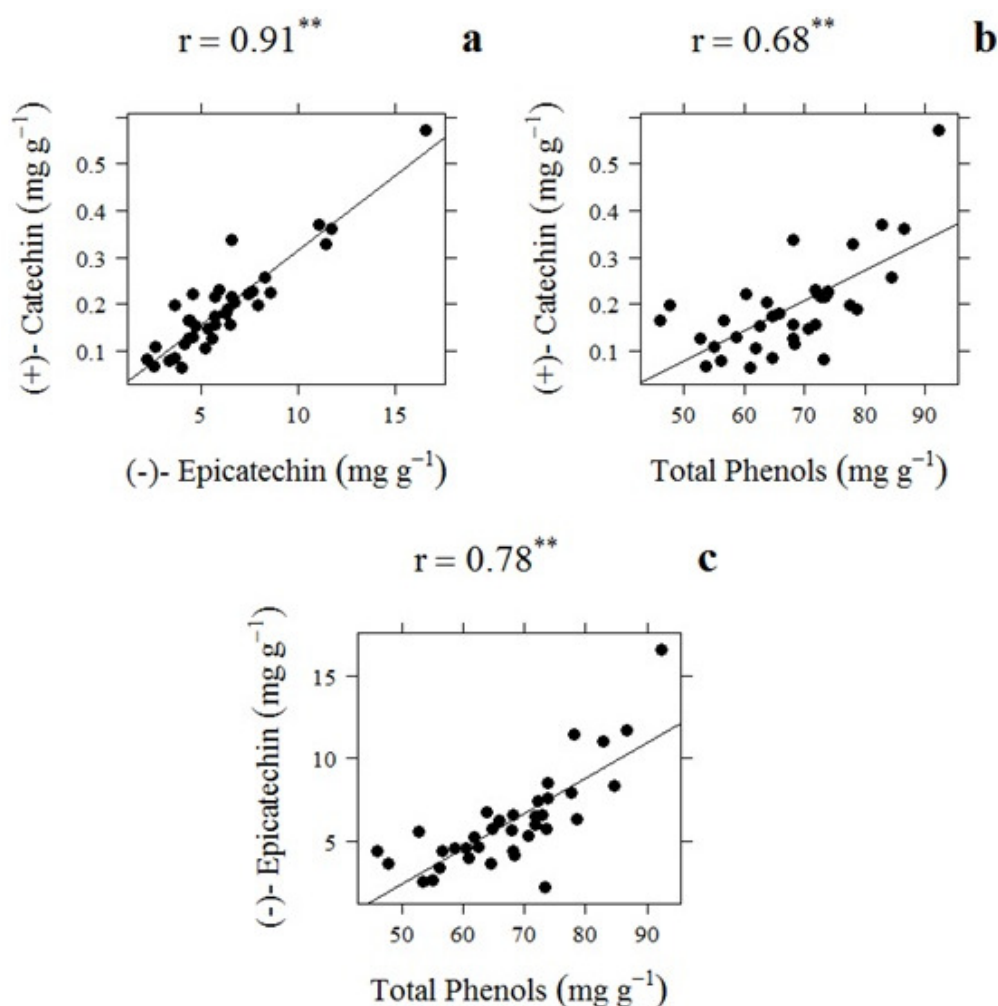 r = 0.91**
a
(+)- Catechin (mg g⁻¹)
0.5
0.4
0.3
0.2
0.1
5 10 15
(-)- Epicatechin (mg g⁻¹)
r = 0.68**
b
(+)- Catechin (mg g⁻¹)
0.5
0.4
0.3
0.2
0.1
50 60 70 80 90
Total Phenols (mg g⁻¹)
r = 0.78**
c
(-)- Epicatechin (mg g⁻¹)
15
10
5
50 60 70 80 90
Total Phenols (mg g⁻¹)